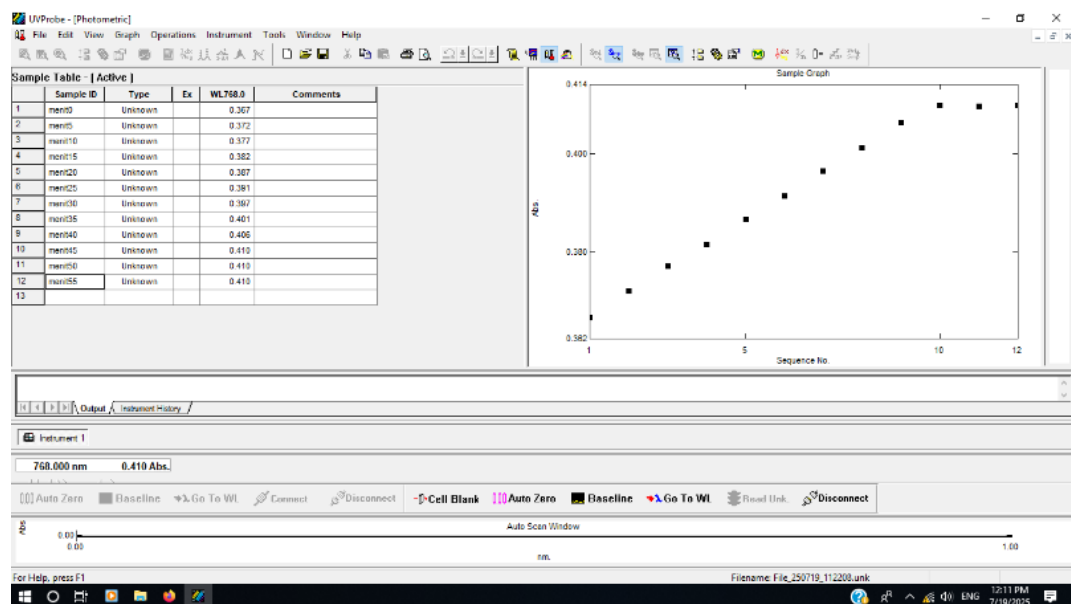 UVProbe - [Photometric]
File Edit View Graph Operations Instrument Tools Window Help
Sample Table - [ Active ]
Sample ID Type Ex WL768.0 Comments
1 menit0 Unknown 0.367
2 menit5 Unknown 0.372
3 menit10 Unknown 0.377
4 menit15 Unknown 0.382
5 menit20 Unknown 0.387
6 menit25 Unknown 0.391
7 menit30 Unknown 0.397
8 menit35 Unknown 0.401
9 menit40 Unknown 0.406
10 menit45 Unknown 0.410
11 menit50 Unknown 0.410
12 menit55 Unknown 0.410
13
Sample Graph
0.414
0.400
Abs.
0.380
0.362
1 5 10 12
Sequence No.
Output Instrument History
Instrument 1
768.000 nm 0.410 Abs.
Auto Zero Baseline Go To WL Connect Disconnect Cell Blank Auto Zero Baseline Go To WL Read Unk. Disconnect
Auto Scan Window
Abs
0.00
0.00 1.00
nm.
For Help, press F1 Filename: File_250719_112208.unk
ENG 12:11 PM
7/19/2025